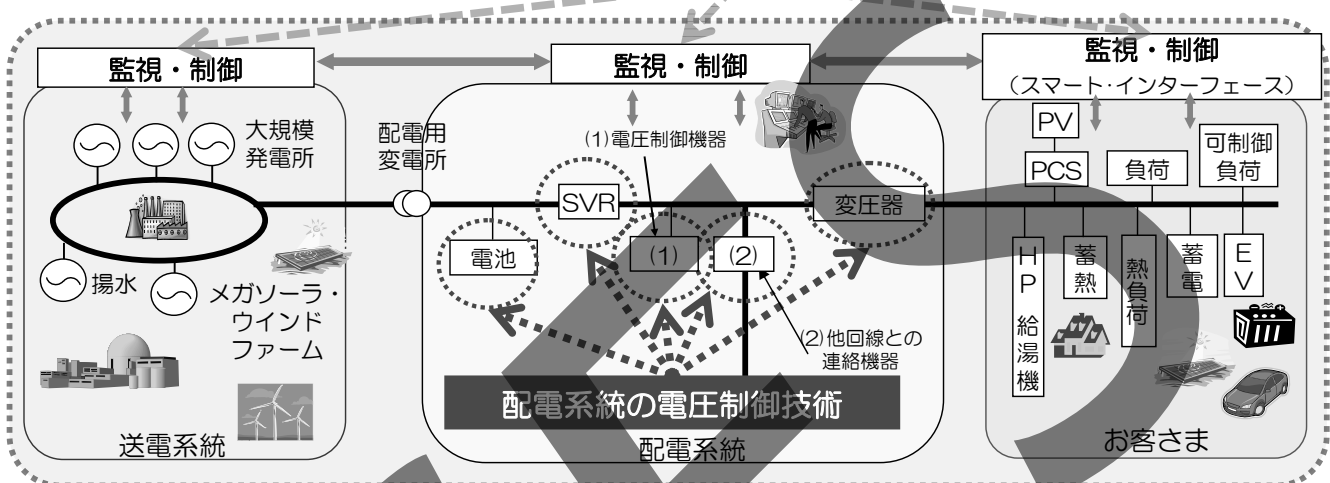 監視・制御
監視・制御
監視・制御
（スマート・インターフェース）
大規模
発電所
揚水
メガソーラ・
ウインド
ファーム
送電系統
配電用
変電所
(1)電圧制御機器
SVR
変圧器
電池
(1)
(2)
(2)他回線との
連絡機器
配電系統の電圧制御技術
配電系統
PV
PCS
負荷
可制御
負荷
HP給湯機
蓄熱
熱負荷
蓄電
EV
お客さま